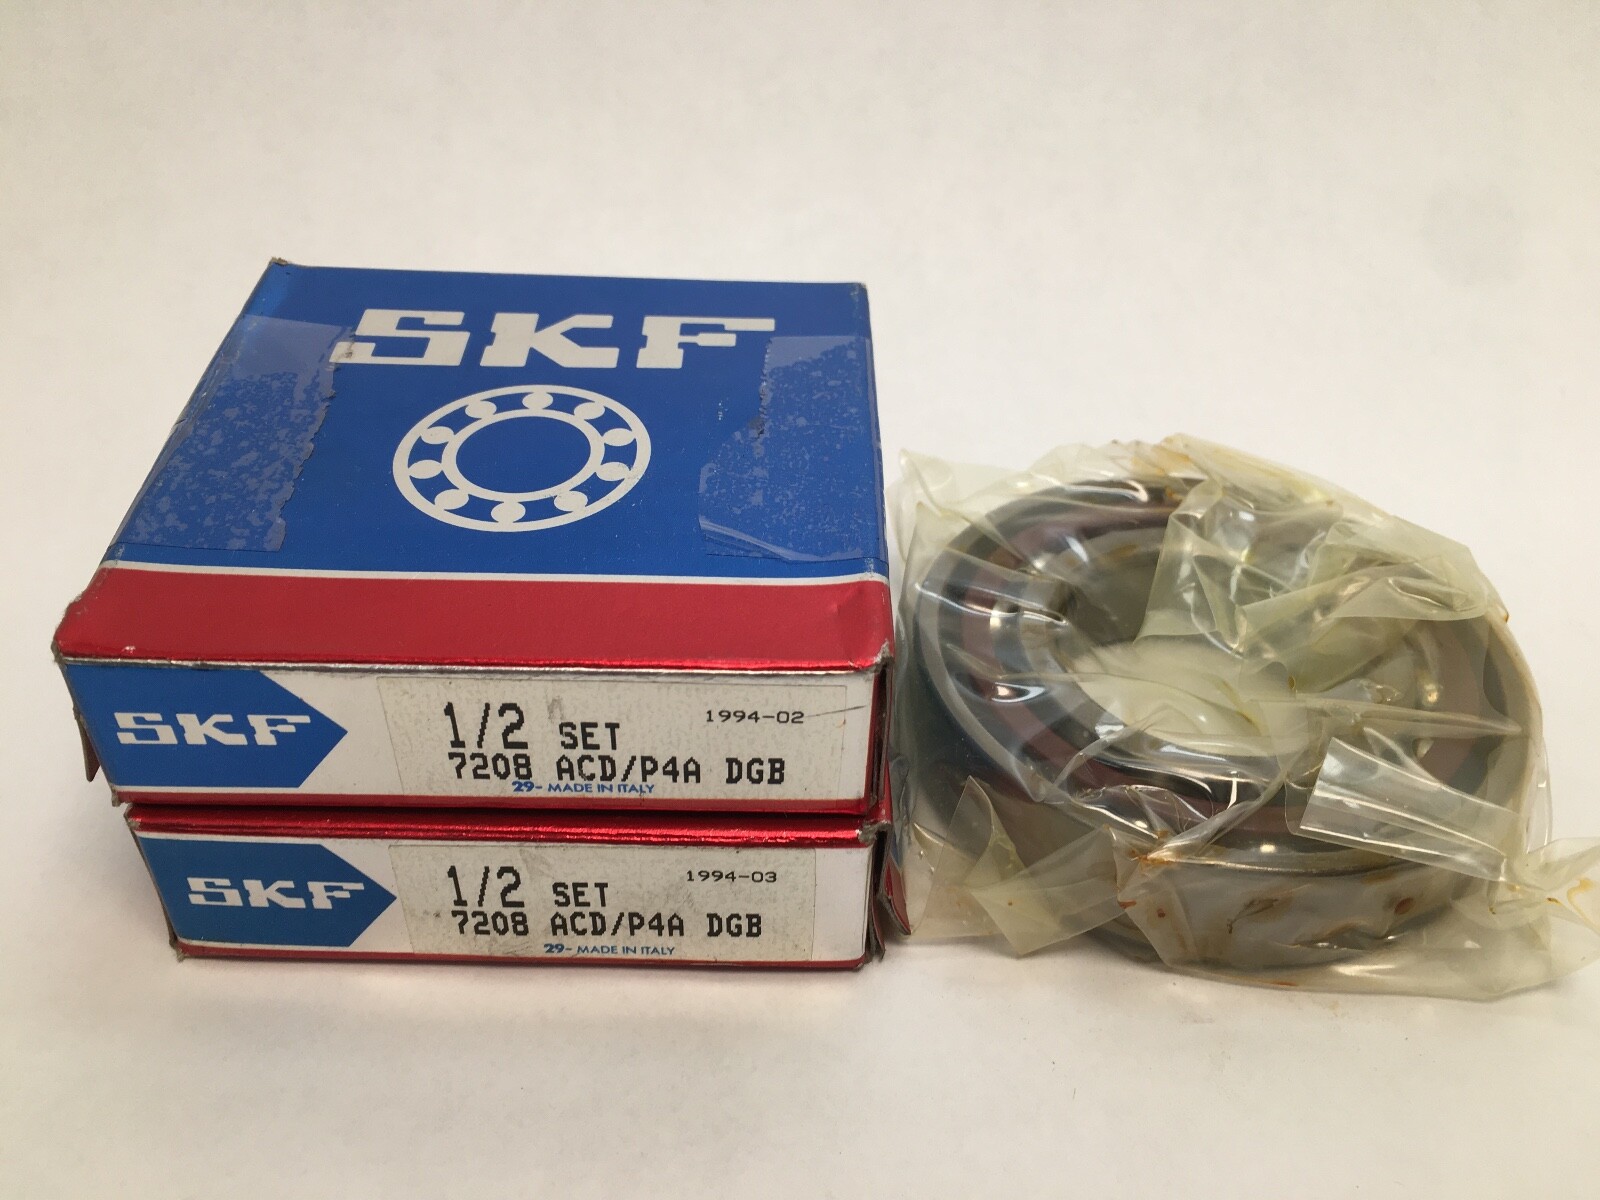 SKF
SKF
1/2 SET
1994-02
7208 ACD/P4A DGB
29- MADE IN ITALY
SKF
1/2 SET
1994-03
7208 ACD/P4A DGB
29- MADE IN ITALY